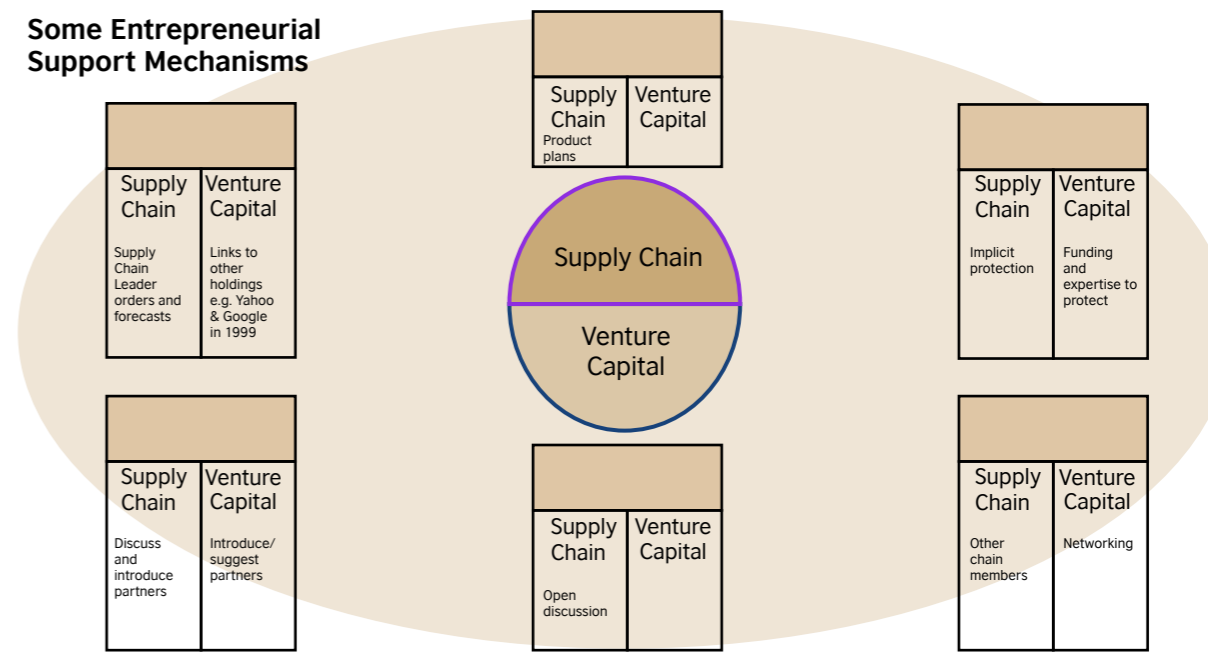 Some Entrepreneurial
Support Mechanisms
Supply
Chain
Product
plans
Venture
Capital
Supply
Chain
Supply
Chain
Leader
orders and
forecasts
Venture
Capital
Links to
other
holdings
e.g. Yahoo
& Google
in 1999
Supply
Chain
Implicit
protection
Venture
Capital
Funding
and
expertise to
protect
Supply Chain
Venture
Capital
Supply
Chain
Discuss
and
introduce
partners
Venture
Capital
Introduce/
suggest
partners
Supply
Chain
Open
discussion
Venture
Capital
Supply
Chain
Other
chain
members
Venture
Capital
Networking